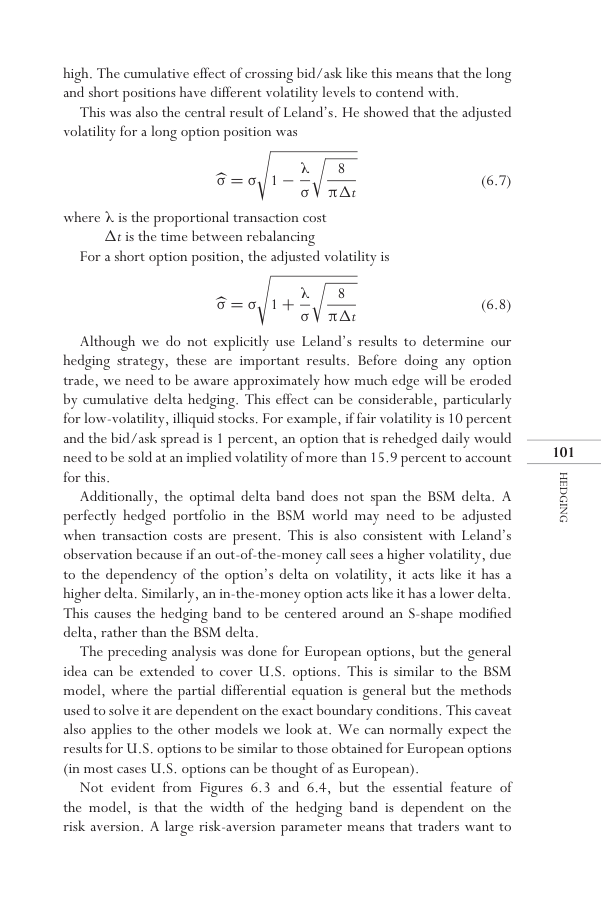 high. The cumulative effect of crossing bid/ask like this means that the long
and short positions have different volatility levels to contend with.
This was also the central result of Leland's. He showed that the adjusted
volatility for a long option position was
σ̂ = σ√(1 − λ/σ √(8/(πΔt))) (6.7)
where λ is the proportional transaction cost
Δt is the time between rebalancing
For a short option position, the adjusted volatility is
σ̂ = σ√(1 + λ/σ √(8/(πΔt))) (6.8)
Although we do not explicitly use Leland's results to determine our
hedging strategy, these are important results. Before doing any option
trade, we need to be aware approximately how much edge will be eroded
by cumulative delta hedging. This effect can be considerable, particularly
for low-volatility, illiquid stocks. For example, if fair volatility is 10 percent
and the bid/ask spread is 1 percent, an option that is rehedged daily would
need to be sold at an implied volatility of more than 15.9 percent to account
for this.
Additionally, the optimal delta band does not span the BSM delta. A
perfectly hedged portfolio in the BSM world may need to be adjusted
when transaction costs are present. This is also consistent with Leland's
observation because if an out-of-the-money call sees a higher volatility, due
to the dependency of the option's delta on volatility, it acts like it has a
higher delta. Similarly, an in-the-money option acts like it has a lower delta.
This causes the hedging band to be centered around an S-shape modified
delta, rather than the BSM delta.
The preceding analysis was done for European options, but the general
idea can be extended to cover U.S. options. This is similar to the BSM
model, where the partial differential equation is general but the methods
used to solve it are dependent on the exact boundary conditions. This caveat
also applies to the other models we look at. We can normally expect the
results for U.S. options to be similar to those obtained for European options
(in most cases U.S. options can be thought of as European).
Not evident from Figures 6.3 and 6.4, but the essential feature of
the model, is that the width of the hedging band is dependent on the
risk aversion. A large risk-aversion parameter means that traders want to
101
HEDGING